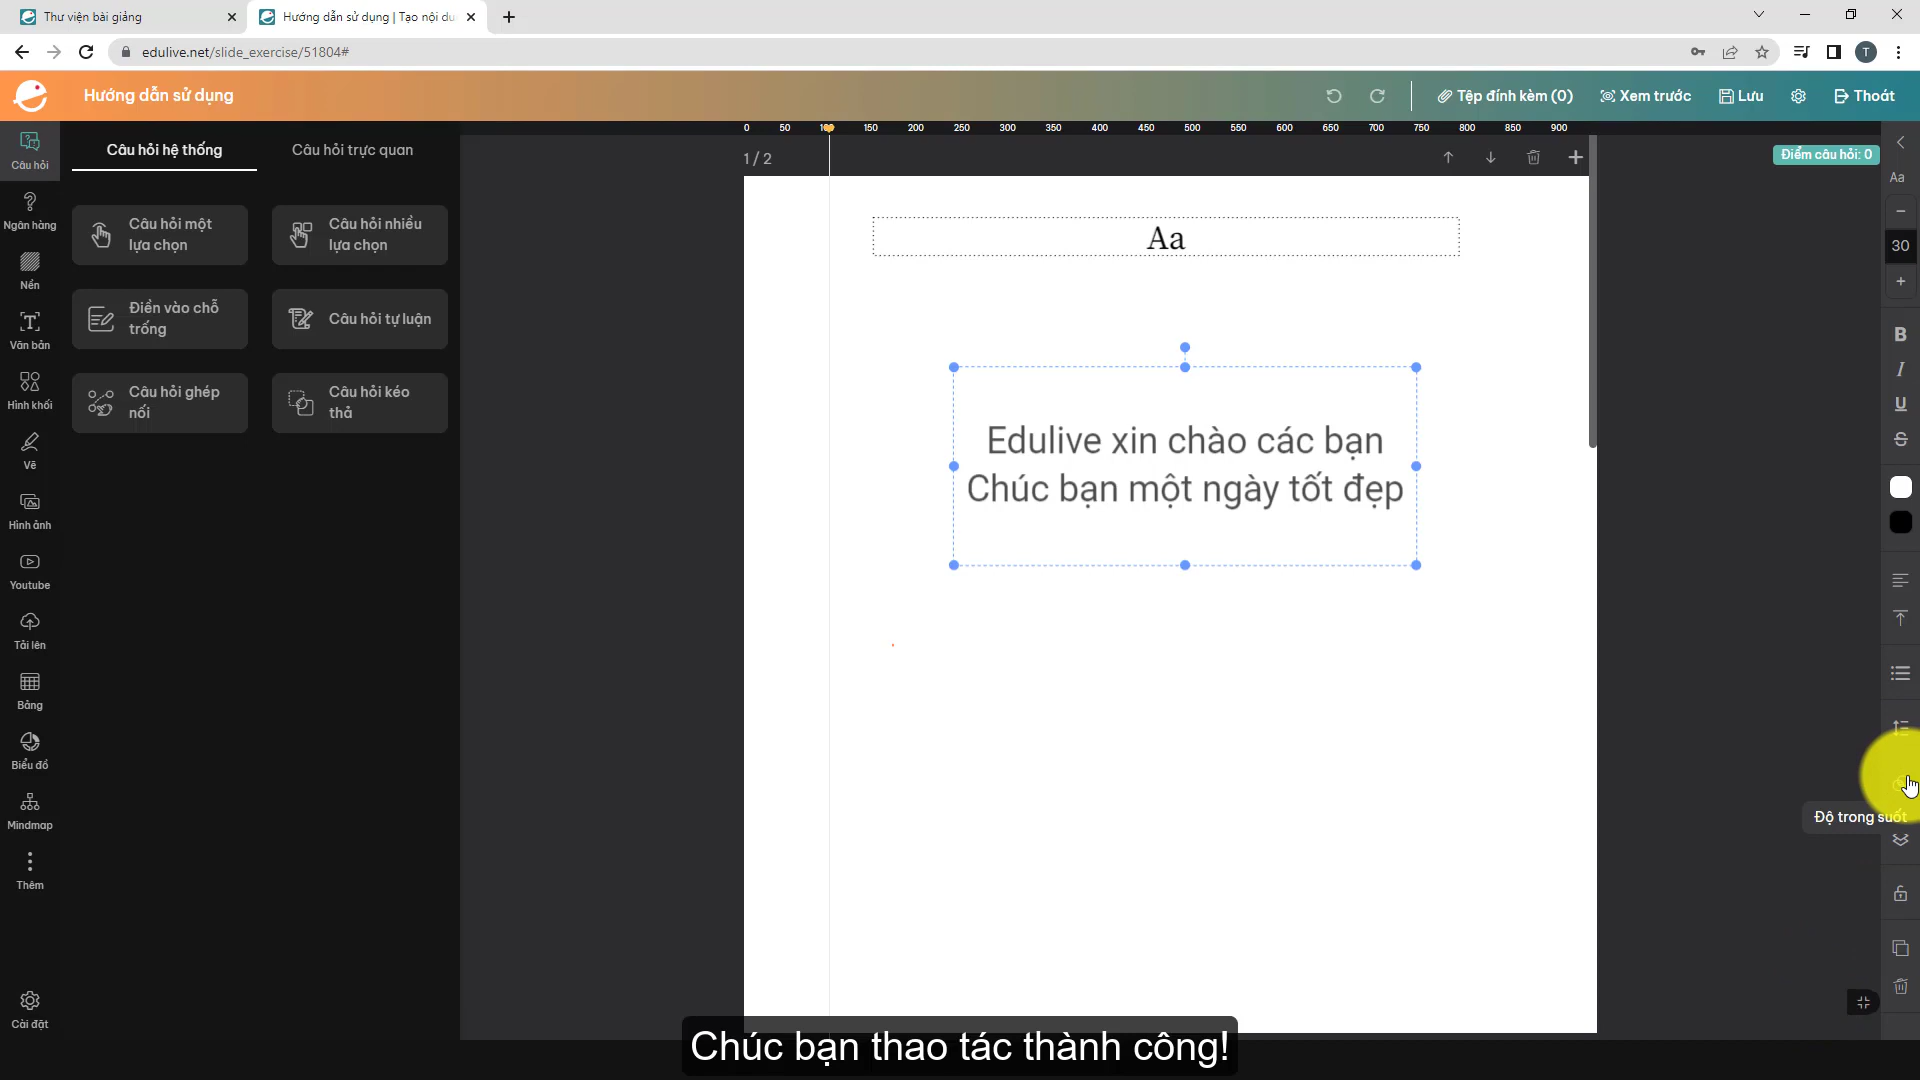 Thư viện bài giảng
Hướng dẫn sử dụng | Tạo nội du
edulive.net/slide_exercise/51804#
T
Hướng dẫn sử dụng
Tệp đính kèm (0)
Xem trước
Lưu
Thoát
Câu hỏi
Ngân hàng
Nền
Văn bản
Hình khối
Vẽ
Hình ảnh
Youtube
Tải lên
Bảng
Biểu đồ
Mindmap
Thêm
Cài đặt
Câu hỏi hệ thống
Câu hỏi trực quan
Câu hỏi một
lựa chọn
Câu hỏi nhiều
lựa chọn
Điền vào chỗ
trống
Câu hỏi tự luận
Câu hỏi ghép
nối
Câu hỏi kéo
thả
0 50 100 150 200 250 300 350 400 450 500 550 600 650 700 750 800 850 900
1 / 2
Điểm câu hỏi: 0
Aa
Edulive xin chào các bạn
Chúc bạn một ngày tốt đẹp
Aa
30
B
I
U
S
Độ trong suốt
Chúc bạn thao tác thành công!